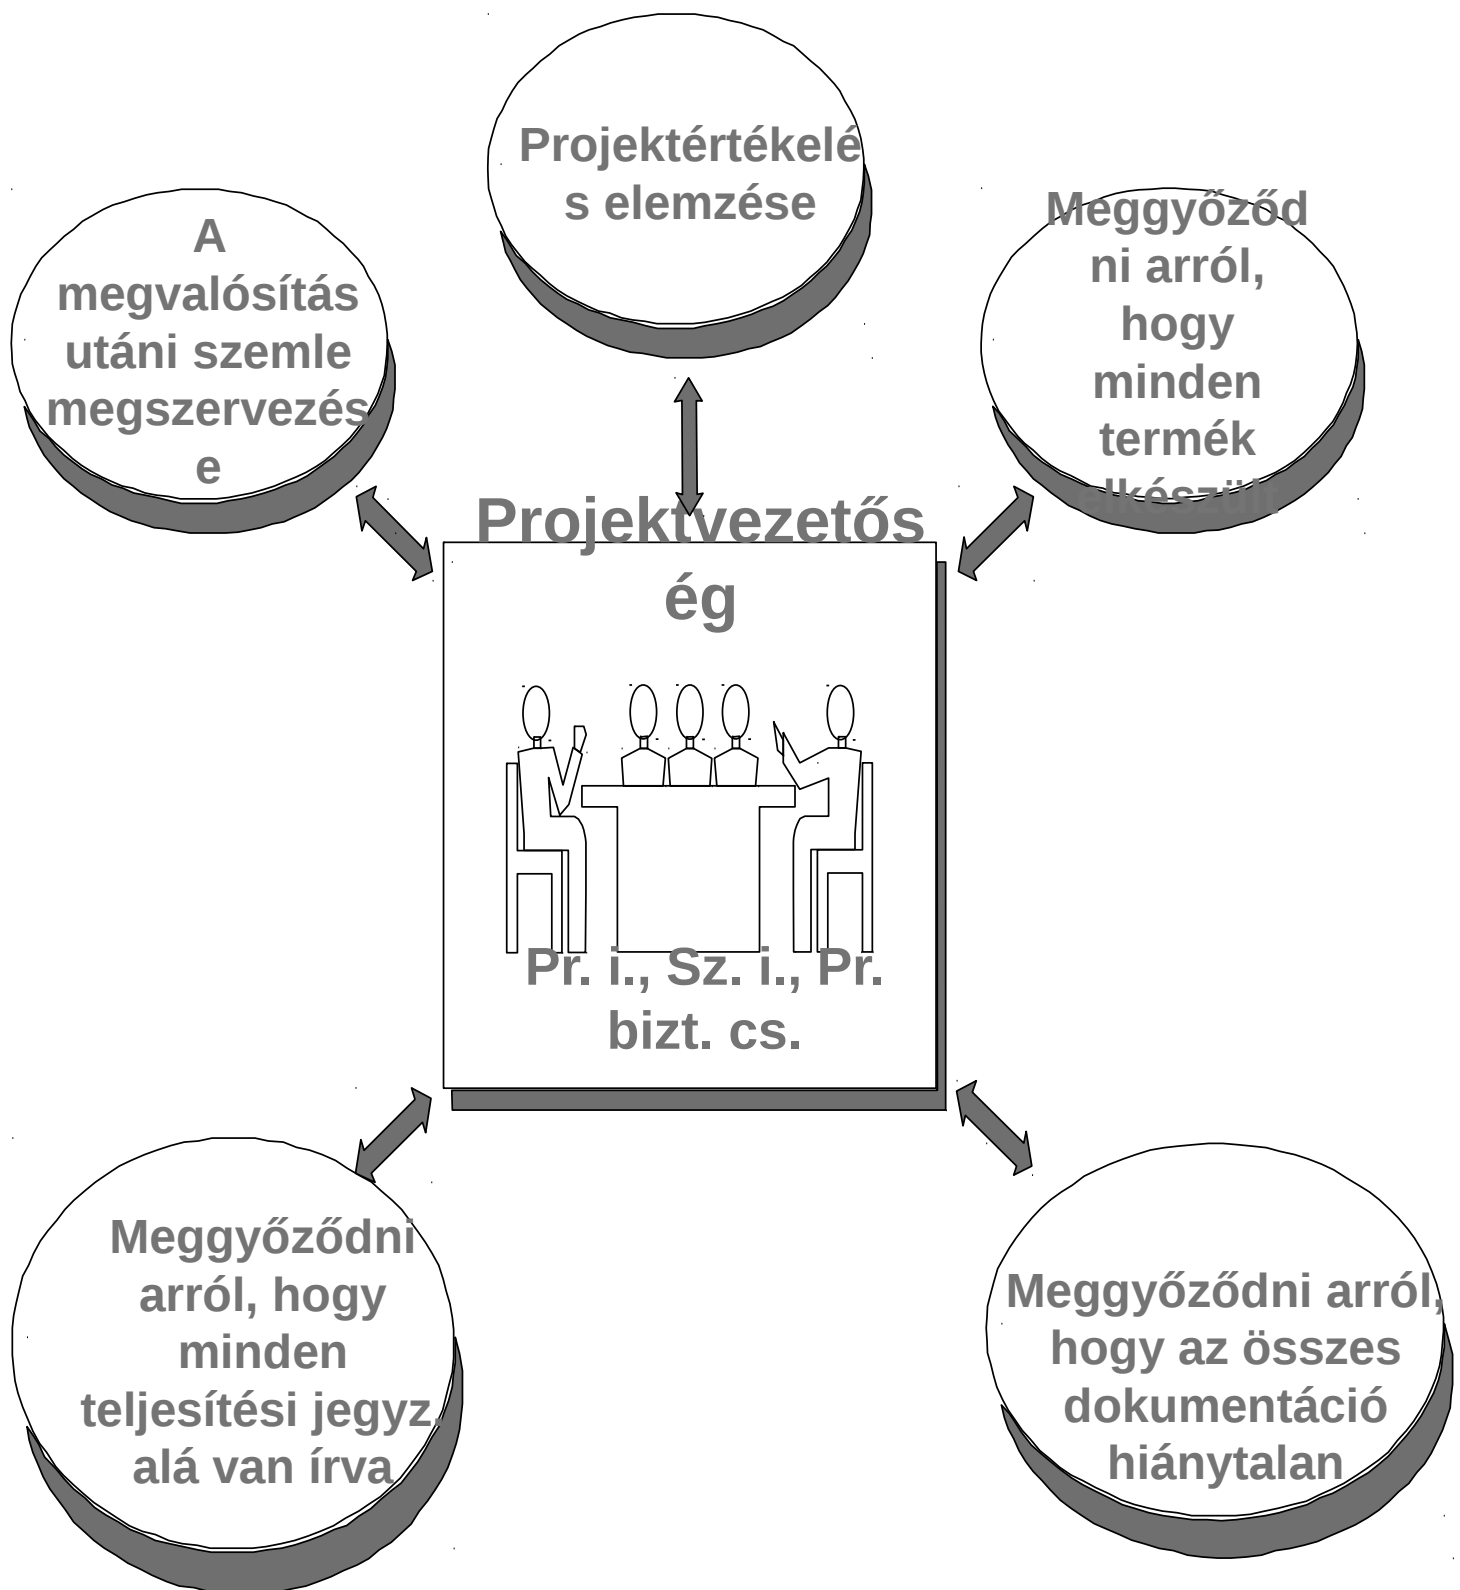 Projektértékelé
s elemzése
A
megvalósítás
utáni szemle
megszervezés
e
Meggyőződ
ni arról,
hogy
minden
termék
elkészült
Projektvezetős
ég
Pr. i., Sz. i., Pr.
bizt. cs.
Meggyőződni
arról, hogy
minden
teljesítési jegyz.
alá van írva
Meggyőződni arról,
hogy az összes
dokumentáció
hiánytalan